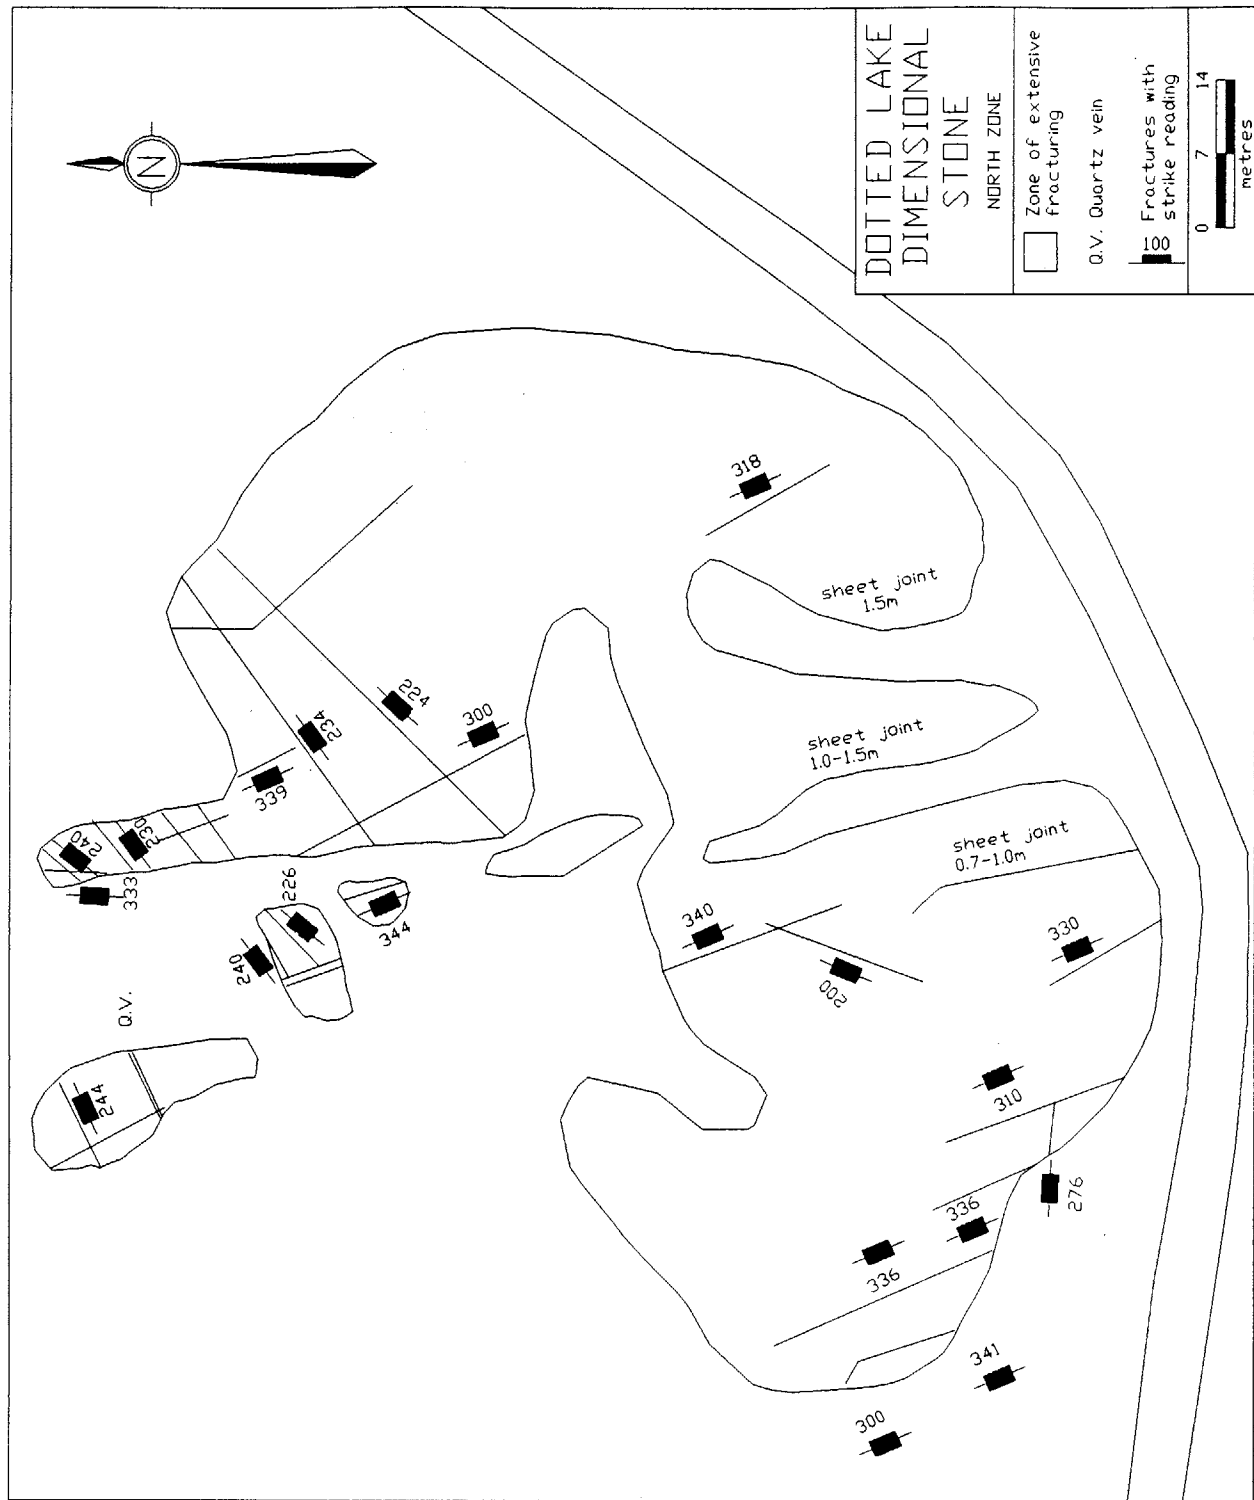 DOTTED LAKE
DIMENSIONAL
STONE
NORTH ZONE
Zone of extensive
fracturing
Q.V. Quartz vein
100
Fractures with
strike reading
0 7 14
metres
N
318
sheet joint
1.5m
224
234
300
339
sheet joint
1.0-1.5m
240
230
333
226
344
240
sheet joint
0.7-1.0m
340
200
330
Q.V.
244
310
276
336
336
341
300